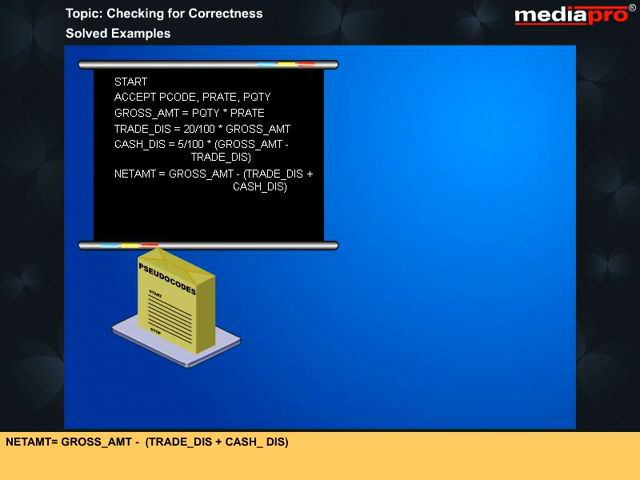 Topic: Checking for Correctness
Solved Examples
mediapro®
START
ACCEPT PCODE, PRATE, PQTY
GROSS_AMT = PQTY * PRATE
TRADE_DIS = 20/100 * GROSS_AMT
CASH_DIS = 5/100 * (GROSS_AMT -
TRADE_DIS)
NETAMT = GROSS_AMT - (TRADE_DIS +
CASH_DIS)
PSEUDOCODES
START
STOP
NETAMT= GROSS_AMT - (TRADE_DIS + CASH_ DIS)